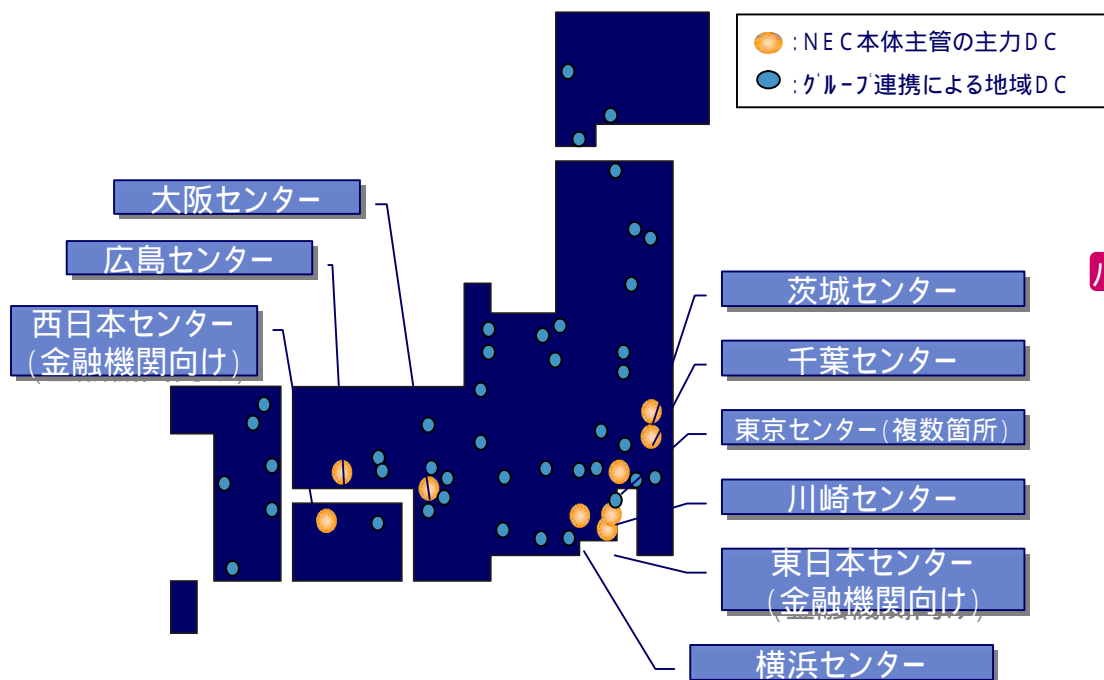 ：NEC本体主管の主力DC
：グループ連携による地域DC
大阪センター
広島センター
西日本センター
(金融機関向け)
茨城センター
千葉センター
東京センター(複数箇所)
川崎センター
東日本センター
(金融機関向け)
横浜センター